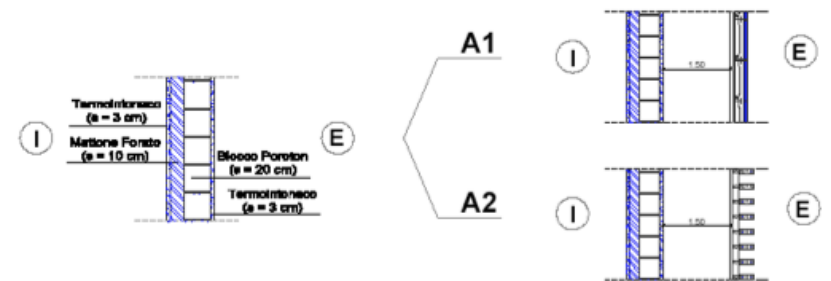 A1
I
E
1.50
Termointonaco
(s = 3 cm)
I
Mattone Forato
(s = 10 cm)
E
Blocco Poroton
(s = 20 cm)
Termointonaco
(s = 3 cm)
A2
I
E
1.50